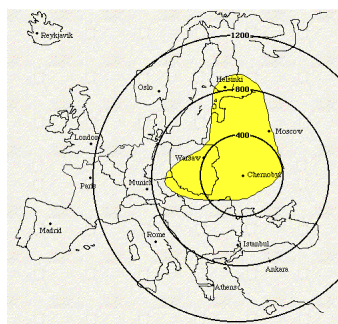 1200
Reykjavik
Helsinki
Oslo
800
Moscow
400
London
Warsaw
Chernobyl
Paris
Munich
Madrid
Rome
Istanbul
Ankara
Athens